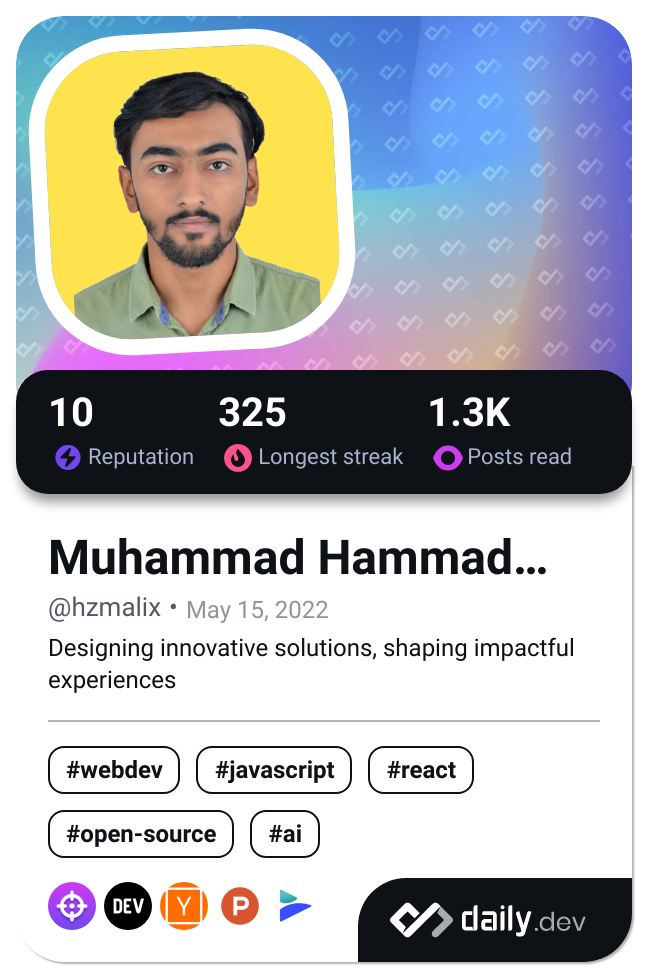 10 325 1.3K
Reputation Longest streak Posts read
Muhammad Hammad...
@hzmalix • May 15, 2022
Designing innovative solutions, shaping impactful
experiences
#webdev #javascript #react
#open-source #ai
DEV Y P
daily.dev